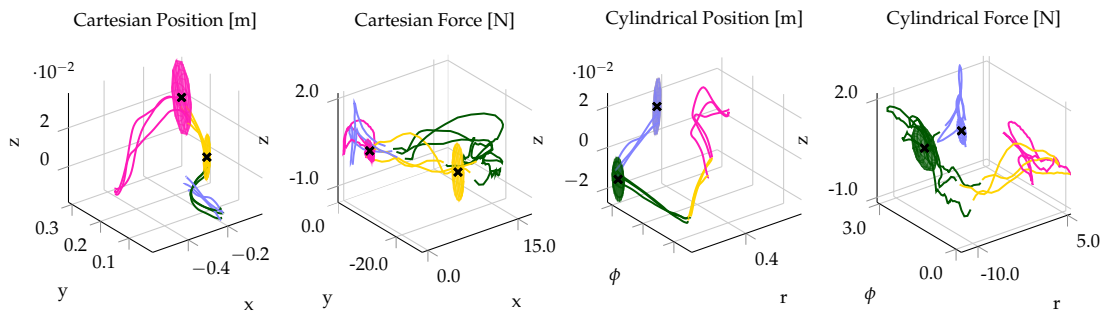 Cartesian Position [m]
·10⁻²
z
2
0
0.3
0.2
0.1
y
−0.4
−0.2
x
Cartesian Force [N]
z
2.0
-1.0
0.0
-20.0
y
0.0
15.0
x
Cylindrical Position [m]
·10⁻²
z
2
0
−2
ϕ
0.4
r
Cylindrical Force [N]
z
2.0
-1.0
3.0
0.0
ϕ
-10.0
5.0
r